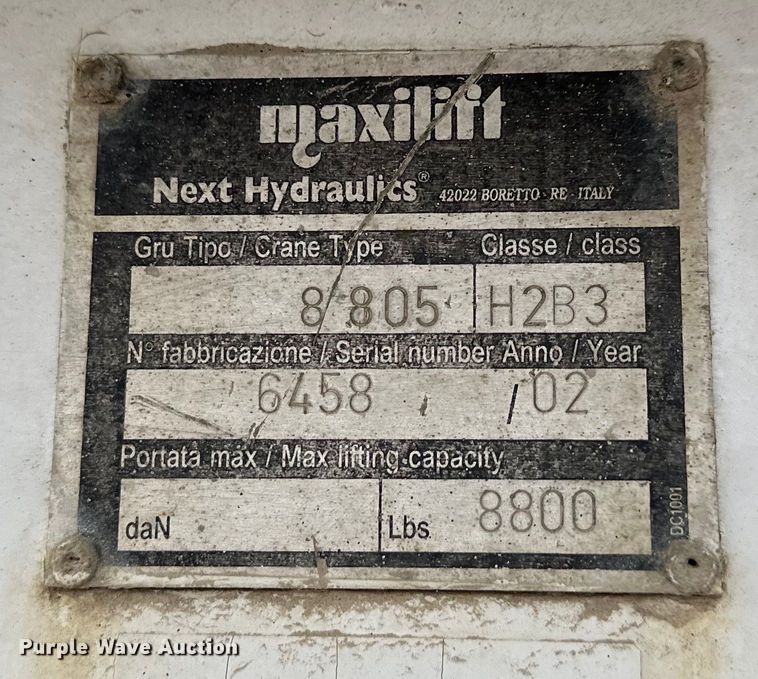 maxilift
Next Hydraulics® 42022 BORETTO - RE - ITALY
Gru Tipo / Crane Type Classe / class
8805 H2B3
N° fabbricazione / Serial number Anno / Year
6458 /02
Portata max / Max lifting capacity
daN Lbs 8800
DC1001
Purple Wave Auction